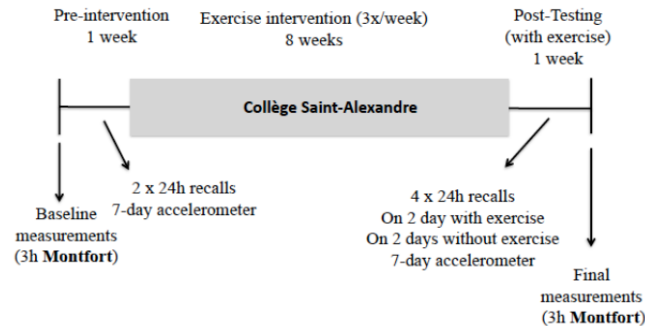 Pre-intervention
1 week
Exercise intervention (3x/week)
8 weeks
Post-Testing
(with exercise)
1 week
Collège Saint-Alexandre
2 x 24h recalls
7-day accelerometer
Baseline
measurements
(3h Montfort)
4 x 24h recalls
On 2 day with exercise
On 2 days without exercise
7-day accelerometer
Final
measurements
(3h Montfort)